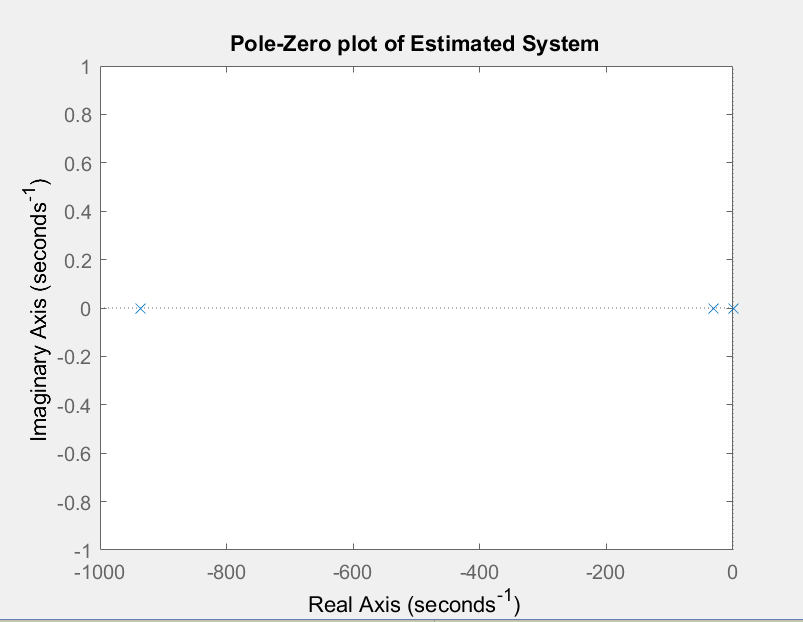 Pole-Zero plot of Estimated System
1
0.8
0.6
0.4
0.2
0
-0.2
-0.4
-0.6
-0.8
-1
Imaginary Axis (seconds⁻¹)
-1000 -800 -600 -400 -200 0
Real Axis (seconds⁻¹)